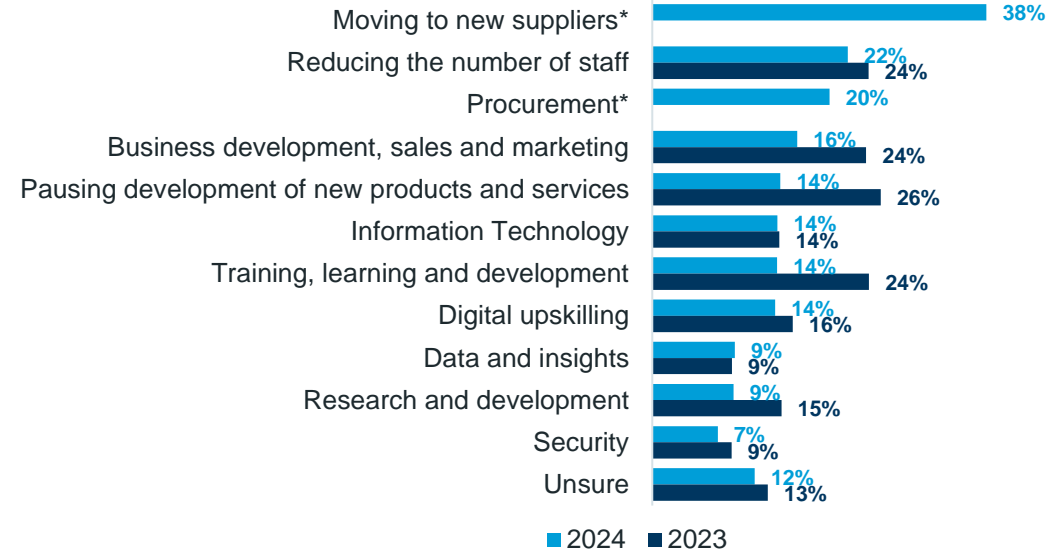 Moving to new suppliers* 38%
Reducing the number of staff 22%
24%
Procurement* 20%
Business development, sales and marketing 16%
24%
Pausing development of new products and services 14%
26%
Information Technology 14%
14%
Training, learning and development 14%
24%
Digital upskilling 14%
16%
Data and insights 9%
9%
Research and development 9%
15%
Security 7%
9%
Unsure 12%
13%
2024 2023